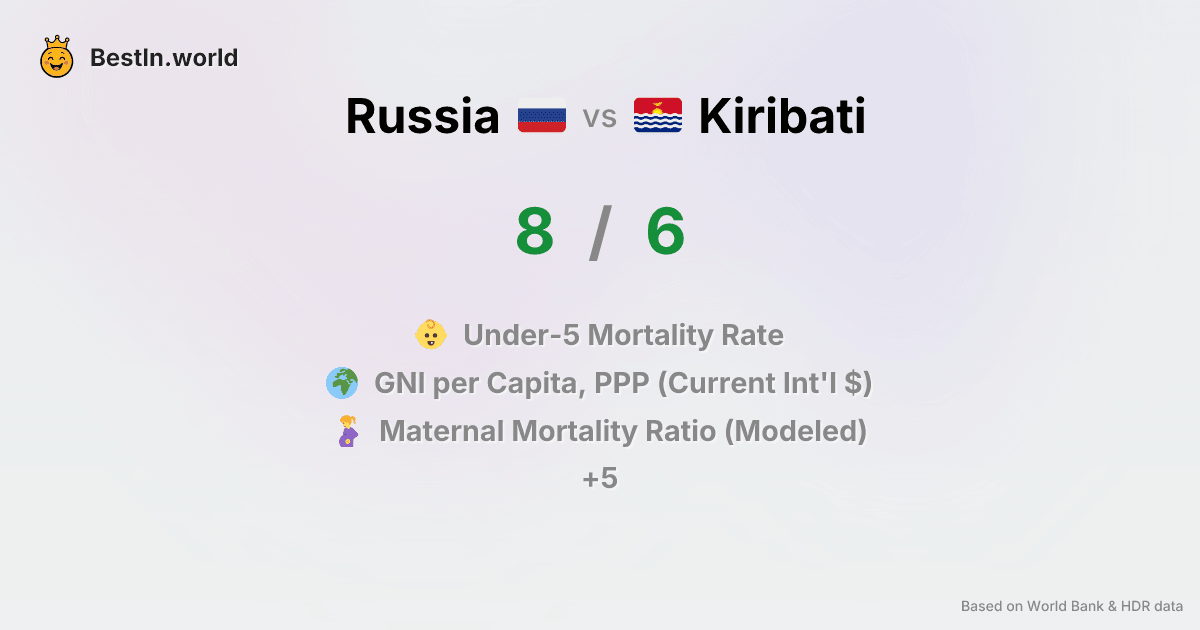 BestIn.world
Russia vs Kiribati
8 / 6
Under-5 Mortality Rate
GNI per Capita, PPP (Current Int'l $)
Maternal Mortality Ratio (Modeled)
+5
Based on World Bank & HDR data